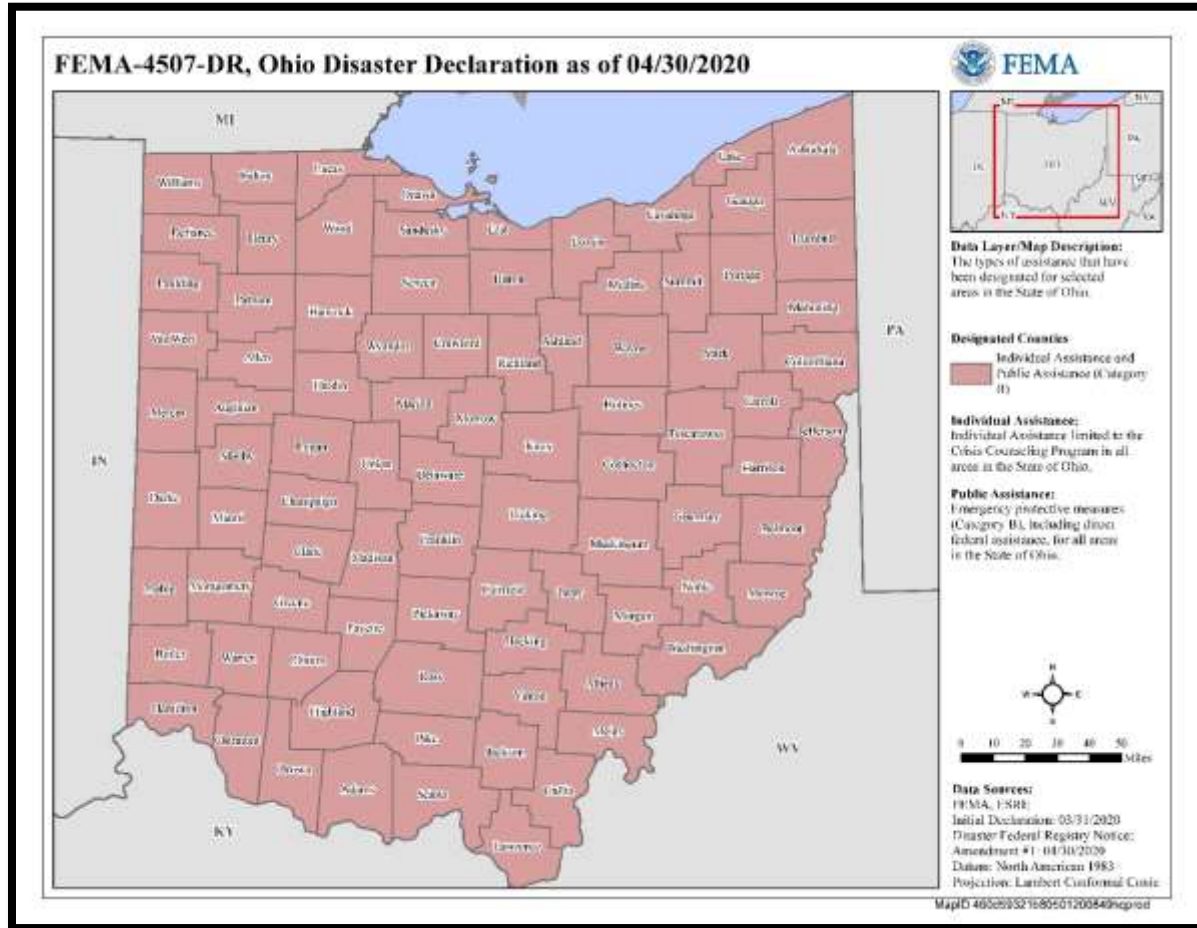 FEMA-4507-DR, Ohio Disaster Declaration as of 04/30/2020
FEMA
MI
IN
PA
WV
KY
Williams
Fulton
Lucas
Ottawa
Lake
Ashtabula
Geauga
Cuyahoga
Defiance
Henry
Wood
Sandusky
Erie
Lorain
Trumbull
Paulding
Putnam
Hancock
Seneca
Huron
Medina
Summit
Portage
Mahoning
Van Wert
Allen
Wyandot
Crawford
Richland
Ashland
Wayne
Stark
Columbiana
Mercer
Auglaize
Hardin
Marion
Morrow
Holmes
Carroll
Jefferson
Shelby
Logan
Union
Delaware
Knox
Coshocton
Tuscarawas
Harrison
Darke
Miami
Champaign
Licking
Guernsey
Belmont
Clark
Madison
Franklin
Muskingum
Preble
Montgomery
Greene
Fayette
Pickaway
Fairfield
Perry
Morgan
Noble
Monroe
Butler
Warren
Clinton
Ross
Hocking
Athens
Washington
Hamilton
Clermont
Highland
Pike
Vinton
Jackson
Meigs
Brown
Adams
Scioto
Gallia
Lawrence
Data Layer/Map Description:
The types of assistance that have
been designated for selected
areas in the State of Ohio.
Designated Counties
Individual Assistance and
Public Assistance (Category
B)
Individual Assistance:
Individual Assistance limited to the
Crisis Counseling Program in all
areas in the State of Ohio.
Public Assistance:
Emergency protective measures
(Category B), including direct
federal assistance, for all areas
in the State of Ohio.
N
W E
S
0 10 20 30 40 50
Miles
Data Sources:
FEMA, ESRI;
Initial Declaration: 03/31/2020
Disaster Federal Registry Notice:
Amendment #1: 04/30/2020
Datum: North American 1983
Projection: Lambert Conformal Conic